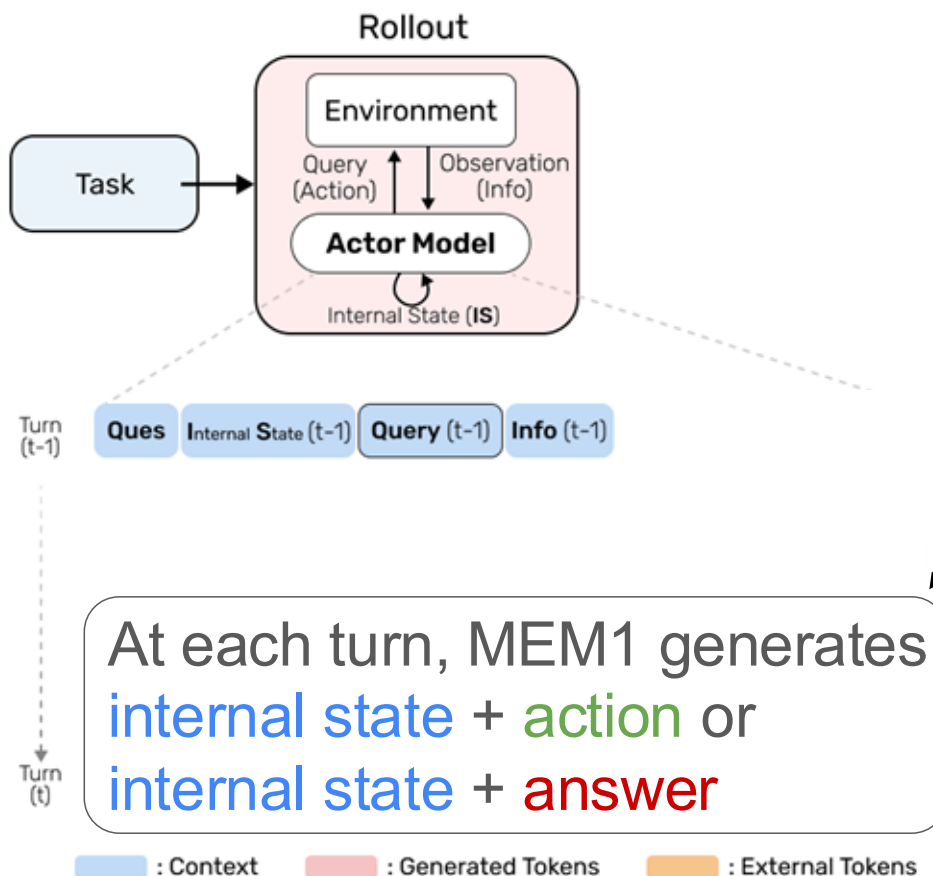 Rollout
Task
Environment
Query
(Action)
Observation
(Info)
Actor Model
Internal State (IS)
Turn
(t-1)
Ques
Internal State (t-1)
Query (t-1)
Info (t-1)
At each turn, MEM1 generates
internal state + action or
internal state + answer
Turn
(t)
: Context
: Generated Tokens
: External Tokens